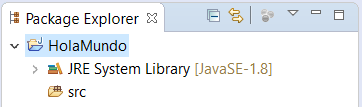 Package Explorer
HolaMundo
JRE System Library [JavaSE-1.8]
src